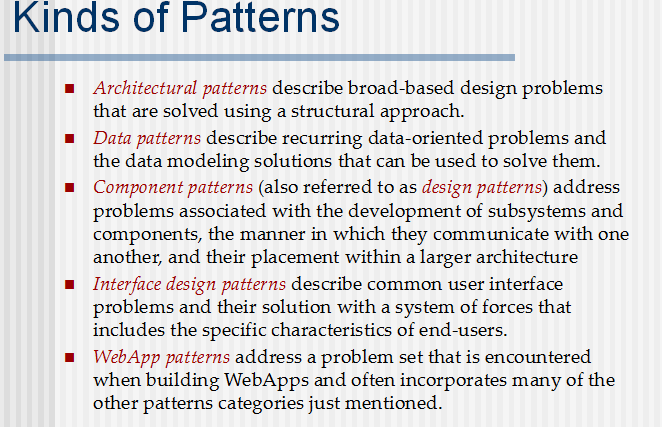 Kinds of Patterns
Architectural patterns describe broad-based design problems
that are solved using a structural approach.
Data patterns describe recurring data-oriented problems and
the data modeling solutions that can be used to solve them.
Component patterns (also referred to as design patterns) address
problems associated with the development of subsystems and
components, the manner in which they communicate with one
another, and their placement within a larger architecture
Interface design patterns describe common user interface
problems and their solution with a system of forces that
includes the specific characteristics of end-users.
WebApp patterns address a problem set that is encountered
when building WebApps and often incorporates many of the
other patterns categories just mentioned.